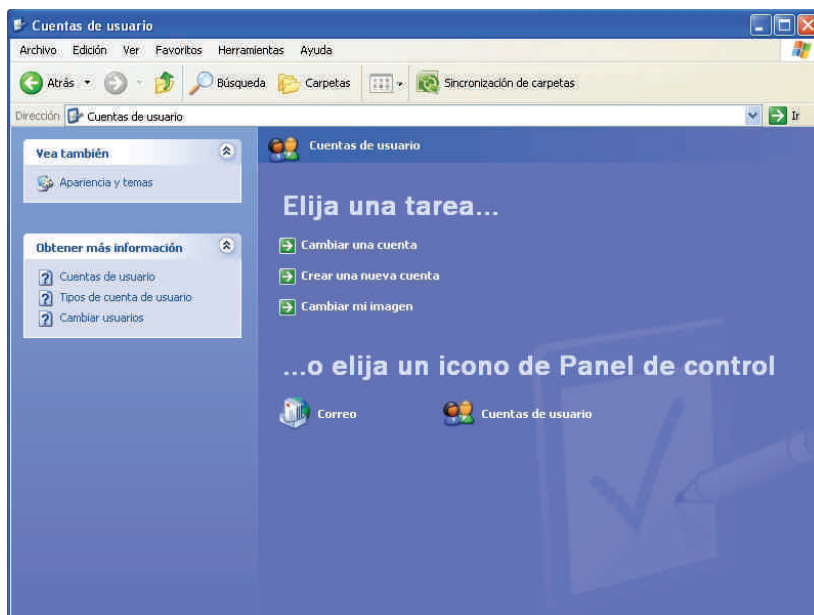 Cuentas de usuario
Archivo Edición Ver Favoritos Herramientas Ayuda
Atrás Búsqueda Carpetas Sincronización de carpetas
Dirección Cuentas de usuario Ir
Vea también
Apariencia y temas
Obtener más información
Cuentas de usuario
Tipos de cuenta de usuario
Cambiar usuarios
Cuentas de usuario
Elija una tarea...
Cambiar una cuenta
Crear una nueva cuenta
Cambiar mi imagen
...o elija un icono de Panel de control
Correo Cuentas de usuario